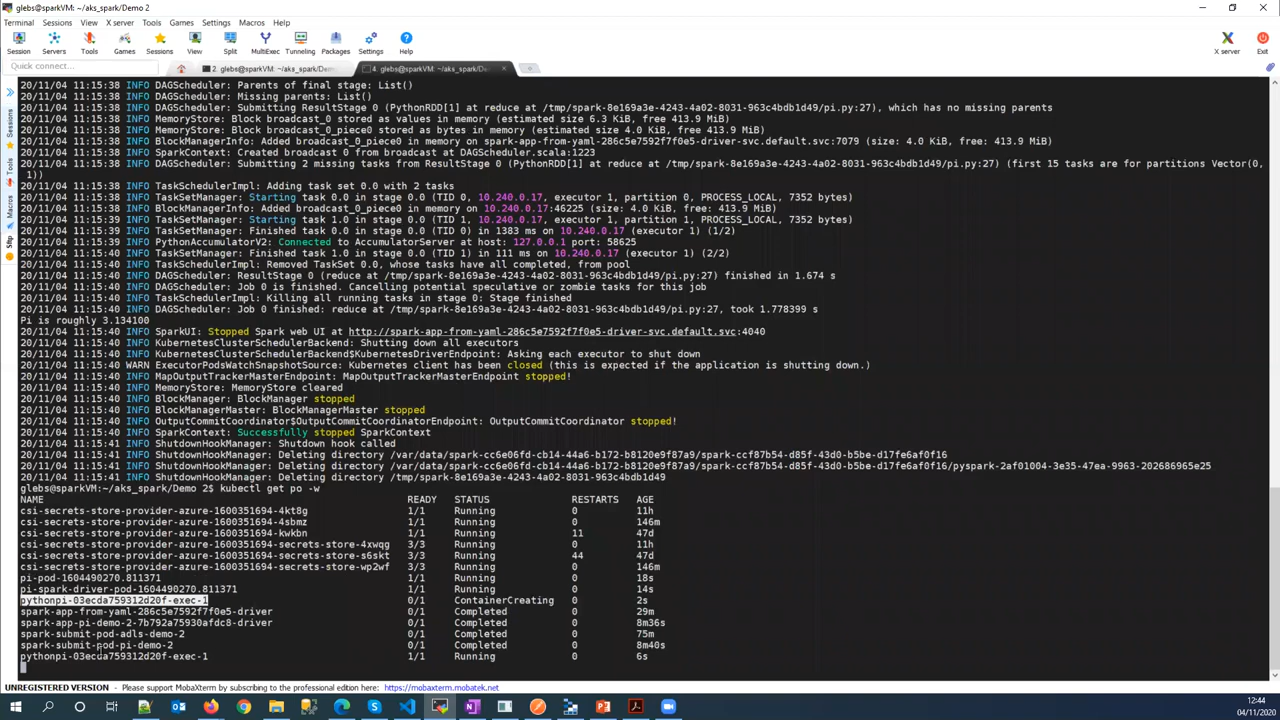 glebs@sparkVM: ~/aks_spark/Demo 2
Terminal Sessions View X server Tools Games Settings Macros Help
Session Servers Tools Games Sessions View Split MultiExec Tunneling Packages Settings Help X server Exit
Quick connect...
2. glebs@sparkVM: ~/aks_spark/Dem
4. glebs@sparkVM: ~/aks_spark/Dem
Sessions
Tools
Macros
Sftp
20/11/04 11:15:38 INFO DAGScheduler: Parents of final stage: List()
20/11/04 11:15:38 INFO DAGScheduler: Missing parents: List()
20/11/04 11:15:38 INFO DAGScheduler: Submitting ResultStage 0 (PythonRDD[1] at reduce at /tmp/spark-8e169a3e-4243-4a02-8031-963c4bdb1d49/pi.py:27), which has no missing parents
20/11/04 11:15:38 INFO MemoryStore: Block broadcast_0 stored as values in memory (estimated size 6.3 KiB, free 413.9 MiB)
20/11/04 11:15:38 INFO MemoryStore: Block broadcast_0_piece0 stored as bytes in memory (estimated size 4.0 KiB, free 413.9 MiB)
20/11/04 11:15:38 INFO BlockManagerInfo: Added broadcast_0_piece0 in memory on spark-app-from-yaml-286c5e7592f7f0e5-driver-svc.default.svc:7079 (size: 4.0 KiB, free: 413.9 MiB)
20/11/04 11:15:38 INFO SparkContext: Created broadcast 0 from broadcast at DAGScheduler.scala:1223
20/11/04 11:15:38 INFO DAGScheduler: Submitting 2 missing tasks from ResultStage 0 (PythonRDD[1] at reduce at /tmp/spark-8e169a3e-4243-4a02-8031-963c4bdb1d49/pi.py:27) (first 15 tasks are for partitions Vector(0,
1))
20/11/04 11:15:38 INFO TaskSchedulerImpl: Adding task set 0.0 with 2 tasks
20/11/04 11:15:38 INFO TaskSetManager: Starting task 0.0 in stage 0.0 (TID 0, 10.240.0.17, executor 1, partition 0, PROCESS_LOCAL, 7352 bytes)
20/11/04 11:15:38 INFO BlockManagerInfo: Added broadcast_0_piece0 in memory on 10.240.0.17:46225 (size: 4.0 KiB, free: 413.9 MiB)
20/11/04 11:15:39 INFO TaskSetManager: Starting task 1.0 in stage 0.0 (TID 1, 10.240.0.17, executor 1, partition 1, PROCESS_LOCAL, 7352 bytes)
20/11/04 11:15:39 INFO TaskSetManager: Finished task 0.0 in stage 0.0 (TID 0) in 1383 ms on 10.240.0.17 (executor 1) (1/2)
20/11/04 11:15:39 INFO PythonAccumulatorV2: Connected to AccumulatorServer at host: 127.0.0.1 port: 58625
20/11/04 11:15:39 INFO TaskSetManager: Finished task 1.0 in stage 0.0 (TID 1) in 111 ms on 10.240.0.17 (executor 1) (2/2)
20/11/04 11:15:39 INFO TaskSchedulerImpl: Removed TaskSet 0.0, whose tasks have all completed, from pool
20/11/04 11:15:40 INFO DAGScheduler: ResultStage 0 (reduce at /tmp/spark-8e169a3e-4243-4a02-8031-963c4bdb1d49/pi.py:27) finished in 1.674 s
20/11/04 11:15:40 INFO DAGScheduler: Job 0 is finished. Cancelling potential speculative or zombie tasks for this job
20/11/04 11:15:40 INFO TaskSchedulerImpl: Killing all running tasks in stage 0: Stage finished
20/11/04 11:15:40 INFO DAGScheduler: Job 0 finished: reduce at /tmp/spark-8e169a3e-4243-4a02-8031-963c4bdb1d49/pi.py:27, took 1.778399 s
Pi is roughly 3.134100
20/11/04 11:15:40 INFO SparkUI: Stopped Spark web UI at http://spark-app-from-yaml-286c5e7592f7f0e5-driver-svc.default.svc:4040
20/11/04 11:15:40 INFO KubernetesClusterSchedulerBackend: Shutting down all executors
20/11/04 11:15:40 INFO KubernetesClusterSchedulerBackend$KubernetesDriverEndpoint: Asking each executor to shut down
20/11/04 11:15:40 WARN ExecutorPodsWatchSnapshotSource: Kubernetes client has been closed (this is expected if the application is shutting down.)
20/11/04 11:15:40 INFO MapOutputTrackerMasterEndpoint: MapOutputTrackerMasterEndpoint stopped!
20/11/04 11:15:40 INFO MemoryStore: MemoryStore cleared
20/11/04 11:15:40 INFO BlockManager: BlockManager stopped
20/11/04 11:15:40 INFO BlockManagerMaster: BlockManagerMaster stopped
20/11/04 11:15:40 INFO OutputCommitCoordinator$OutputCommitCoordinatorEndpoint: OutputCommitCoordinator stopped!
20/11/04 11:15:40 INFO SparkContext: Successfully stopped SparkContext
20/11/04 11:15:41 INFO ShutdownHookManager: Shutdown hook called
20/11/04 11:15:41 INFO ShutdownHookManager: Deleting directory /var/data/spark-cc6e06fd-cb14-44a6-b172-b8120e9f87a9/spark-ccf87b54-d85f-43d0-b5be-d17fe6af0f16
20/11/04 11:15:41 INFO ShutdownHookManager: Deleting directory /var/data/spark-cc6e06fd-cb14-44a6-b172-b8120e9f87a9/spark-ccf87b54-d85f-43d0-b5be-d17fe6af0f16/pyspark-2af01004-3e35-47ea-9963-202686965e25
20/11/04 11:15:41 INFO ShutdownHookManager: Deleting directory /tmp/spark-8e169a3e-4243-4a02-8031-963c4bdb1d49
glebs@sparkVM:~/aks_spark/Demo 2$ kubectl get po -w
NAME READY STATUS RESTARTS AGE
csi-secrets-store-provider-azure-1600351694-4kt8g 1/1 Running 0 11h
csi-secrets-store-provider-azure-1600351694-4sbmz 1/1 Running 0 146m
csi-secrets-store-provider-azure-1600351694-kwkbn 1/1 Running 11 47d
csi-secrets-store-provider-azure-1600351694-secrets-store-4xwqg 3/3 Running 0 11h
csi-secrets-store-provider-azure-1600351694-secrets-store-s6skt 3/3 Running 44 47d
csi-secrets-store-provider-azure-1600351694-secrets-store-wp2wf 3/3 Running 0 146m
pi-pod-1604490270.811371 1/1 Running 0 18s
pi-spark-driver-pod-1604490270.811371 1/1 Running 0 14s
pythonpi-03ecda759312d20f-exec-1 0/1 ContainerCreating 0 2s
spark-app-from-yaml-286c5e7592f7f0e5-driver 0/1 Completed 0 29m
spark-app-pi-demo-2-7b792a75930afdc8-driver 0/1 Completed 0 8m36s
spark-submit-pod-adls-demo-2 0/1 Completed 0 75m
spark-submit-pod-pi-demo-2 0/1 Completed 0 8m40s
pythonpi-03ecda759312d20f-exec-1 1/1 Running 0 6s
UNREGISTERED VERSION - Please support MobaXterm by subscribing to the professional edition here: https://mobaxterm.mobatek.net
12:44
04/11/2020